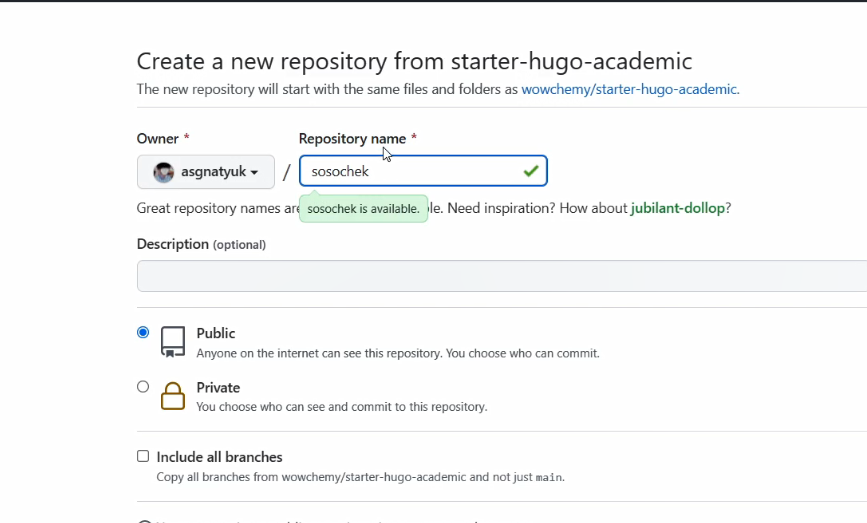 Create a new repository from starter-hugo-academic
The new repository will start with the same files and folders as wowchemy/starter-hugo-academic.
Owner * Repository name *
asgnatyuk / sosochek
Great repository names are le. Need inspiration? How about jubilant-dollop?
sosochek is available.
Description (optional)
Public
Anyone on the internet can see this repository. You choose who can commit.
Private
You choose who can see and commit to this repository.
Include all branches
Copy all branches from wowchemy/starter-hugo-academic and not just main.